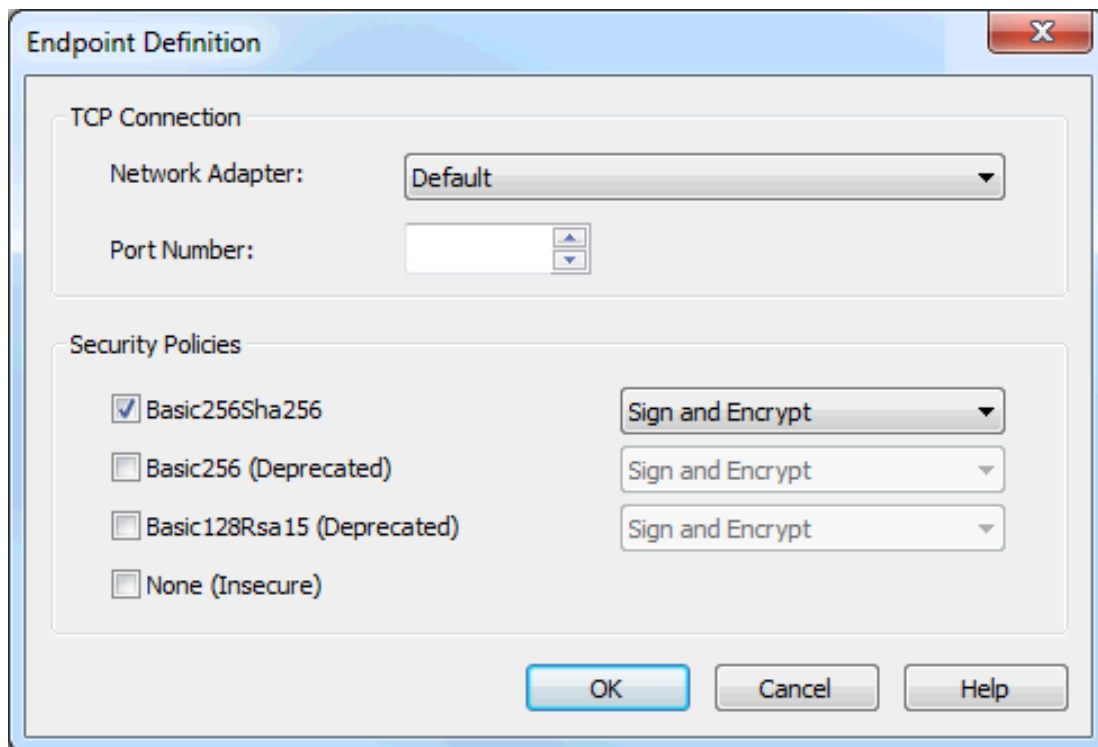 Endpoint Definition
TCP Connection
Network Adapter: Default
Port Number:
Security Policies
Basic256Sha256 Sign and Encrypt
Basic256 (Deprecated) Sign and Encrypt
Basic128Rsa15 (Deprecated) Sign and Encrypt
None (Insecure)
OK Cancel Help